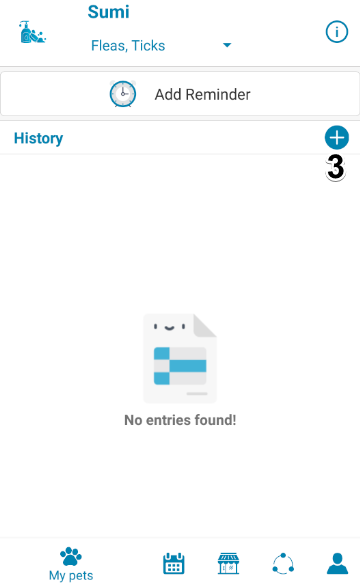 Sumi
Fleas, Ticks
Add Reminder
History
3
No entries found!
My pets